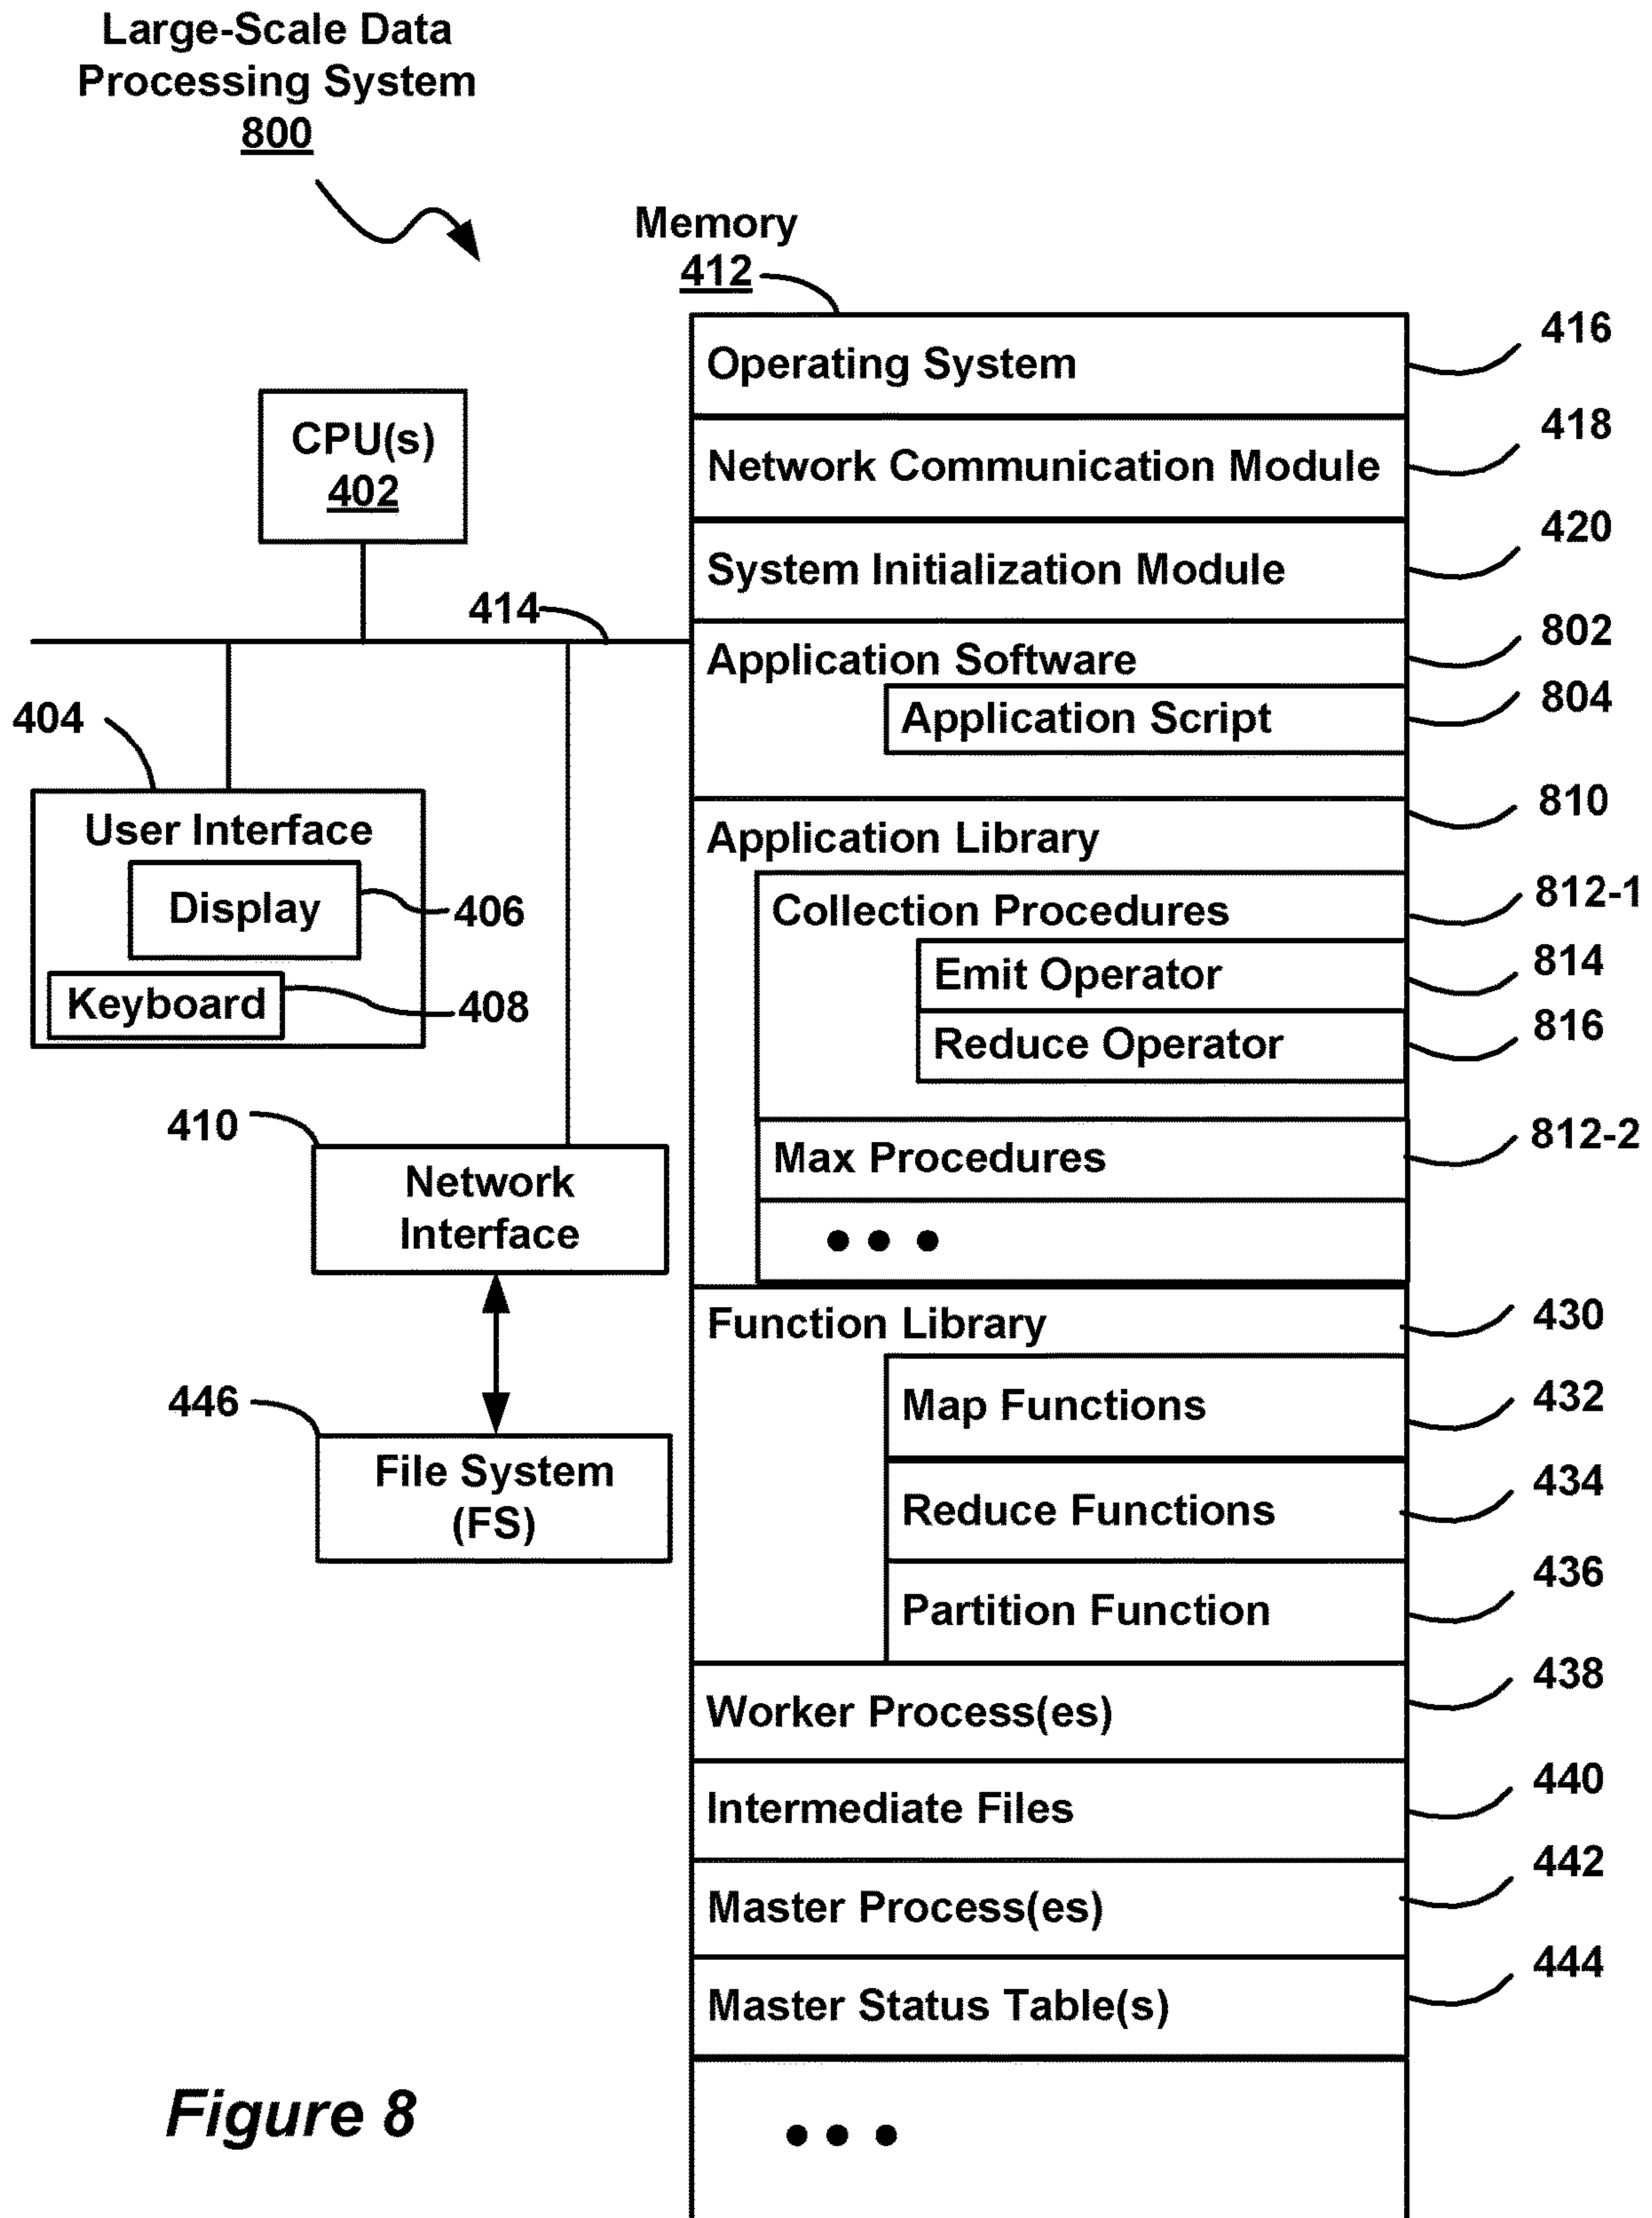 Large-Scale Data
Processing System
800
Memory
412
Operating System
416
Network Communication Module
418
System Initialization Module
420
Application Software
802
Application Script
804
Application Library
810
Collection Procedures
812-1
Emit Operator
814
Reduce Operator
816
Max Procedures
812-2
Function Library
430
Map Functions
432
Reduce Functions
434
Partition Function
436
Worker Process(es)
438
Intermediate Files
440
Master Process(es)
442
Master Status Table(s)
444
CPU(s)
402
414
404
User Interface
Display
406
Keyboard
408
410
Network
Interface
446
File System
(FS)
Figure 8